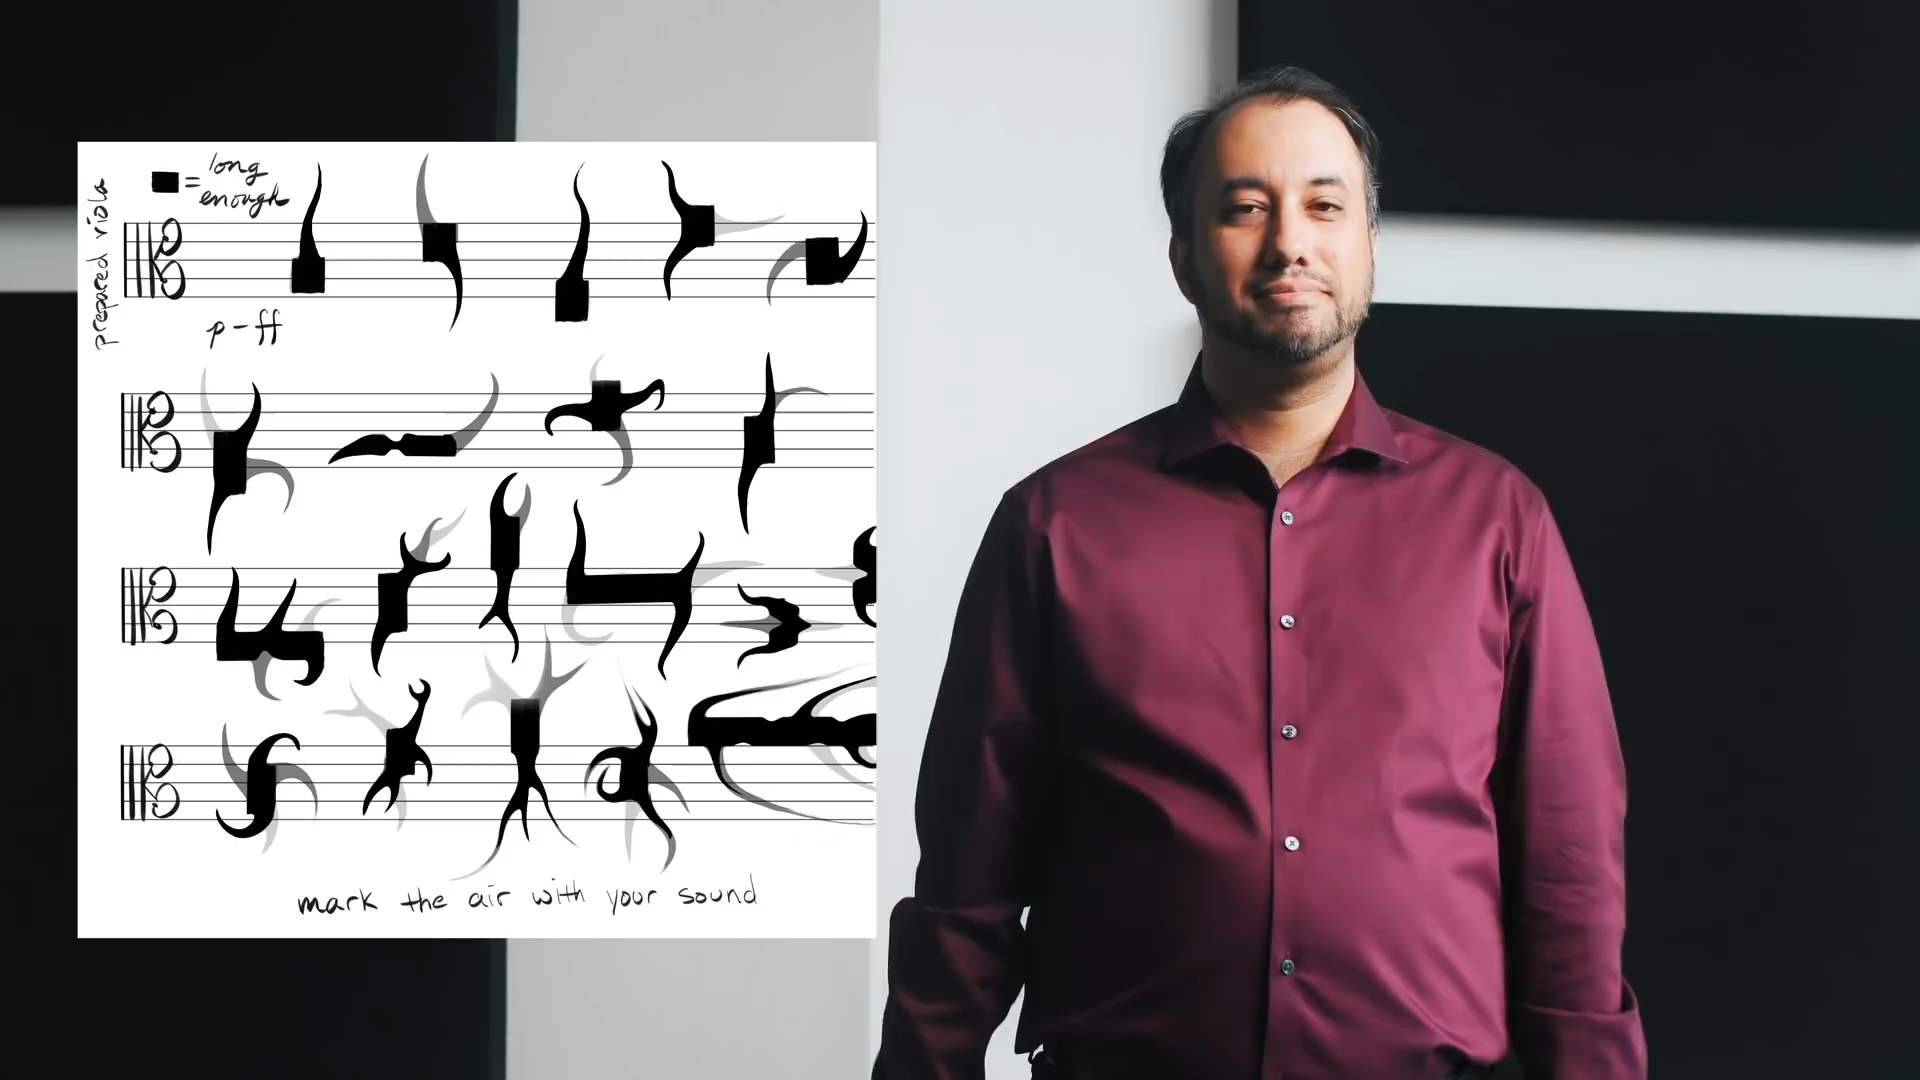 prepared viola
= long
enough
p - ff
mark the air with your sound